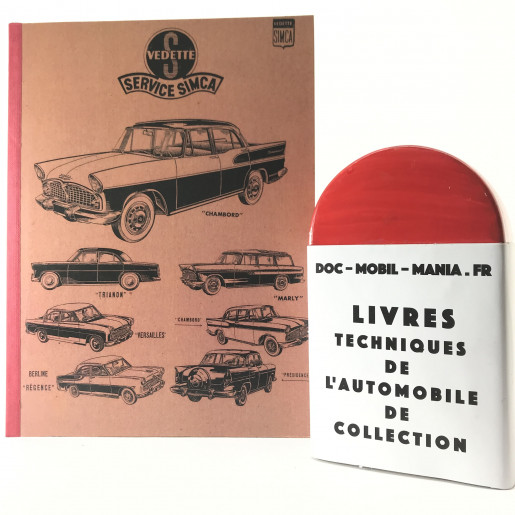 S
VEDETTE
SERVICE SIMCA
VEDETTE
SIMCA
"CHAMBORD"
"TRIANON"
"MARLY"
"VERSAILLES"
"CHAMBORD"
BERLINE
"RÉGENCE"
"PRESIDENCE"
DOC-MOBIL-MANIA.FR
LIVRES
TECHNIQUES
DE
L'AUTOMOBILE
DE
COLLECTION